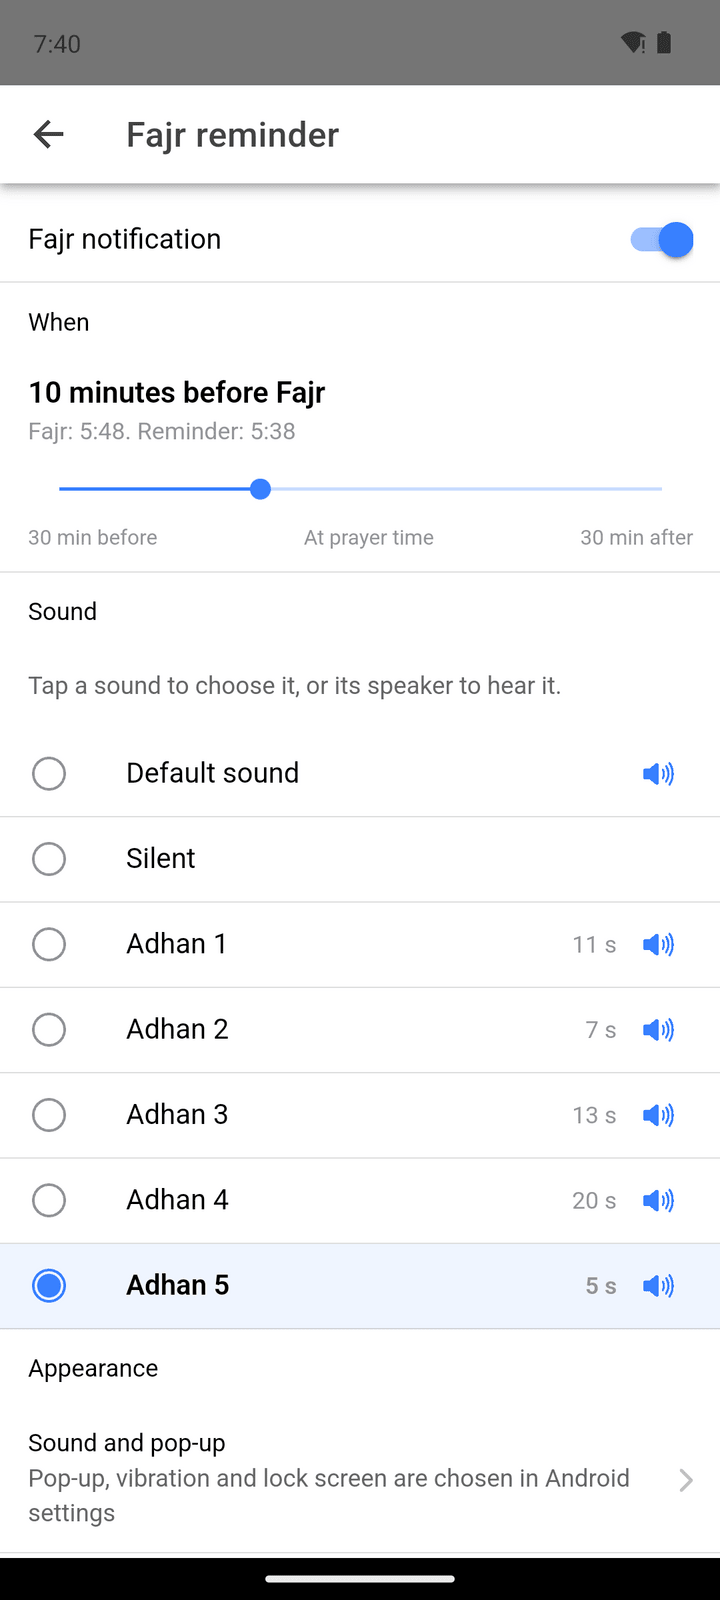 7:40
Fajr reminder
Fajr notification
When
10 minutes before Fajr
Fajr: 5:48. Reminder: 5:38
30 min before At prayer time 30 min after
Sound
Tap a sound to choose it, or its speaker to hear it.
Default sound
Silent
Adhan 1 11 s
Adhan 2 7 s
Adhan 3 13 s
Adhan 4 20 s
Adhan 5 5 s
Appearance
Sound and pop-up
Pop-up, vibration and lock screen are chosen in Android
settings